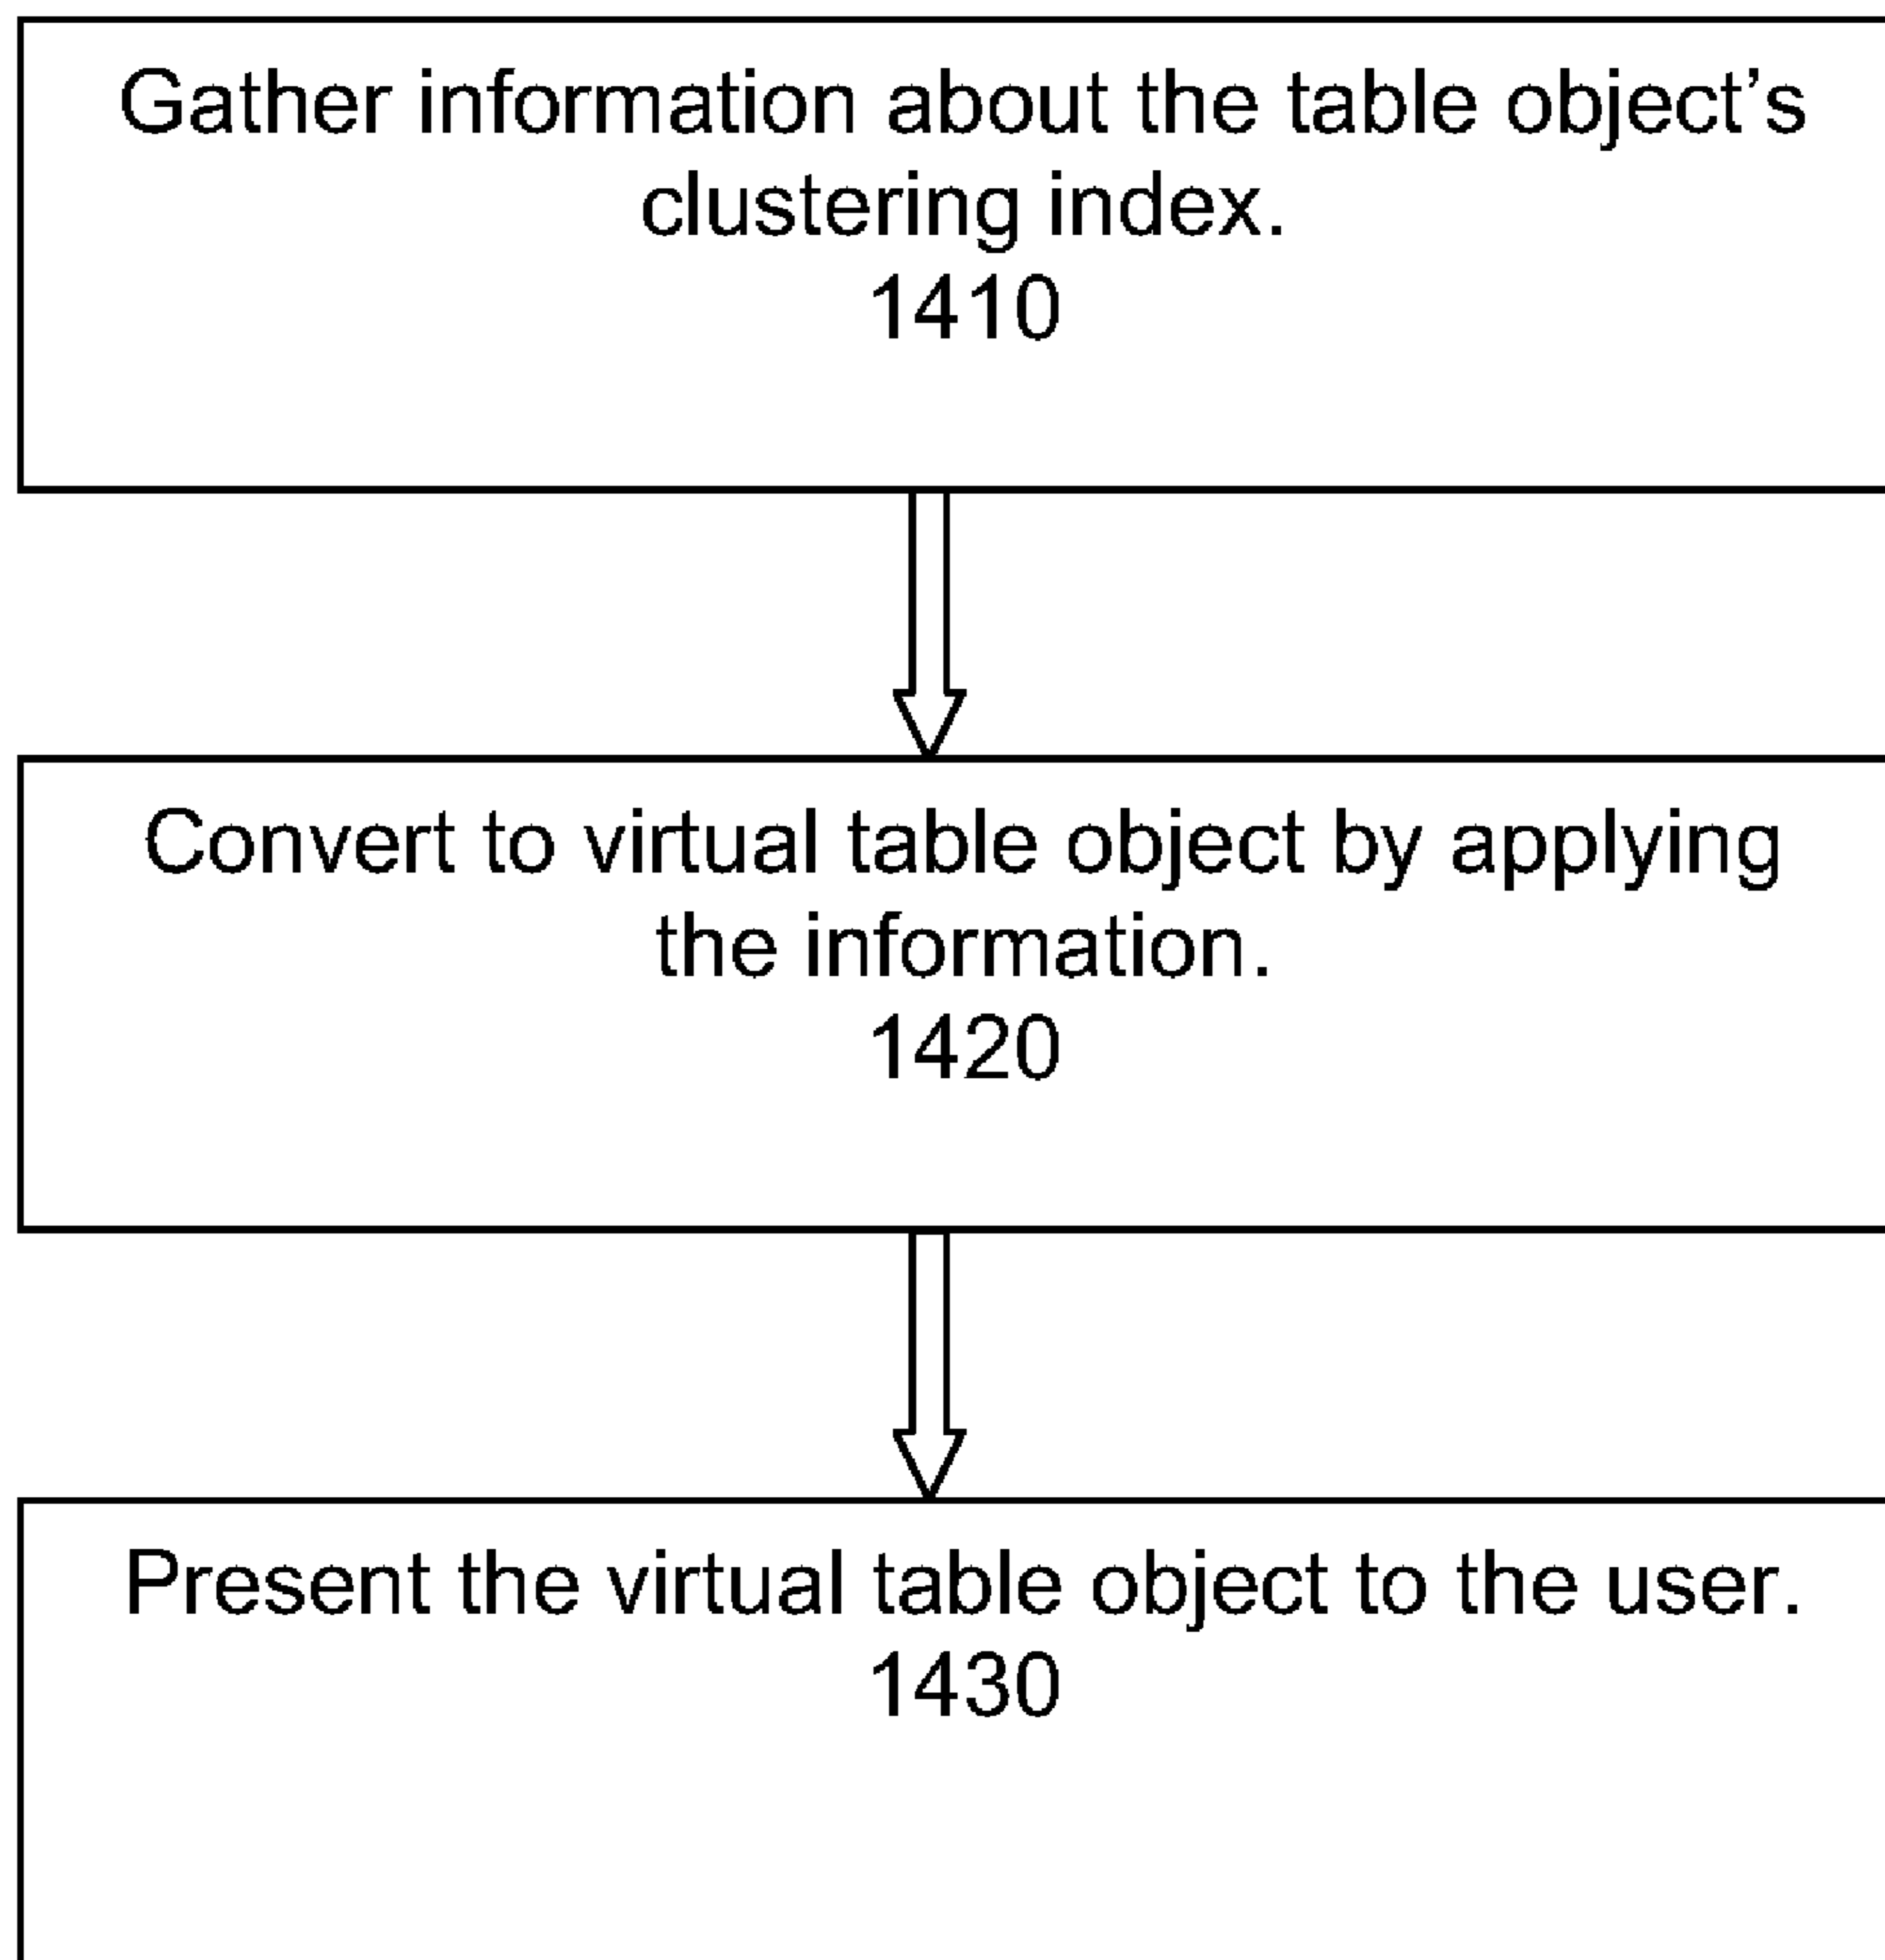 Gather information about the table object’s
clustering index.
1410
Convert to virtual table object by applying
the information.
1420
Present the virtual table object to the user.
1430